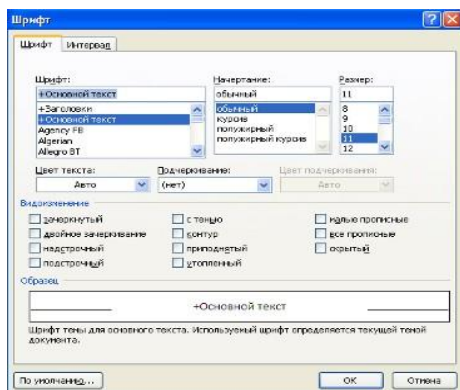 Шрифт
Шрифт Интервал
Шрифт: Начертание: Размер:
+Основной текст обычный 11
+Заголовки обычный 8
+Основной текст курсив 9
Agency FB полужирный 10
Algerian полужирный курсив 11
Allegro BT 12
Цвет текста: Подчеркивание: Цвет подчеркивания:
Авто (нет) Авто
Видоизменение
зачеркнутый с тенью малые прописные
двойное зачеркивание контур все прописные
надстрочный приподнятый скрытый
подстрочный утопленный
Образец
+Основной текст
Шрифт темы для основного текста. Используемый шрифт определяется текущей темой
документа.
По умолчанию... ОК Отмена